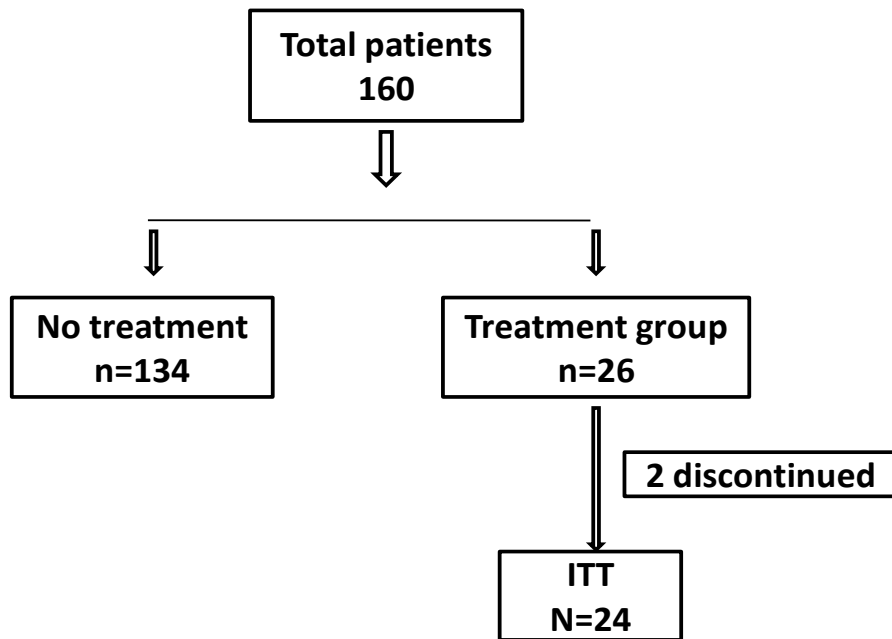 Total patients
160
No treatment
n=134
Treatment group
n=26
2 discontinued
ITT
N=24